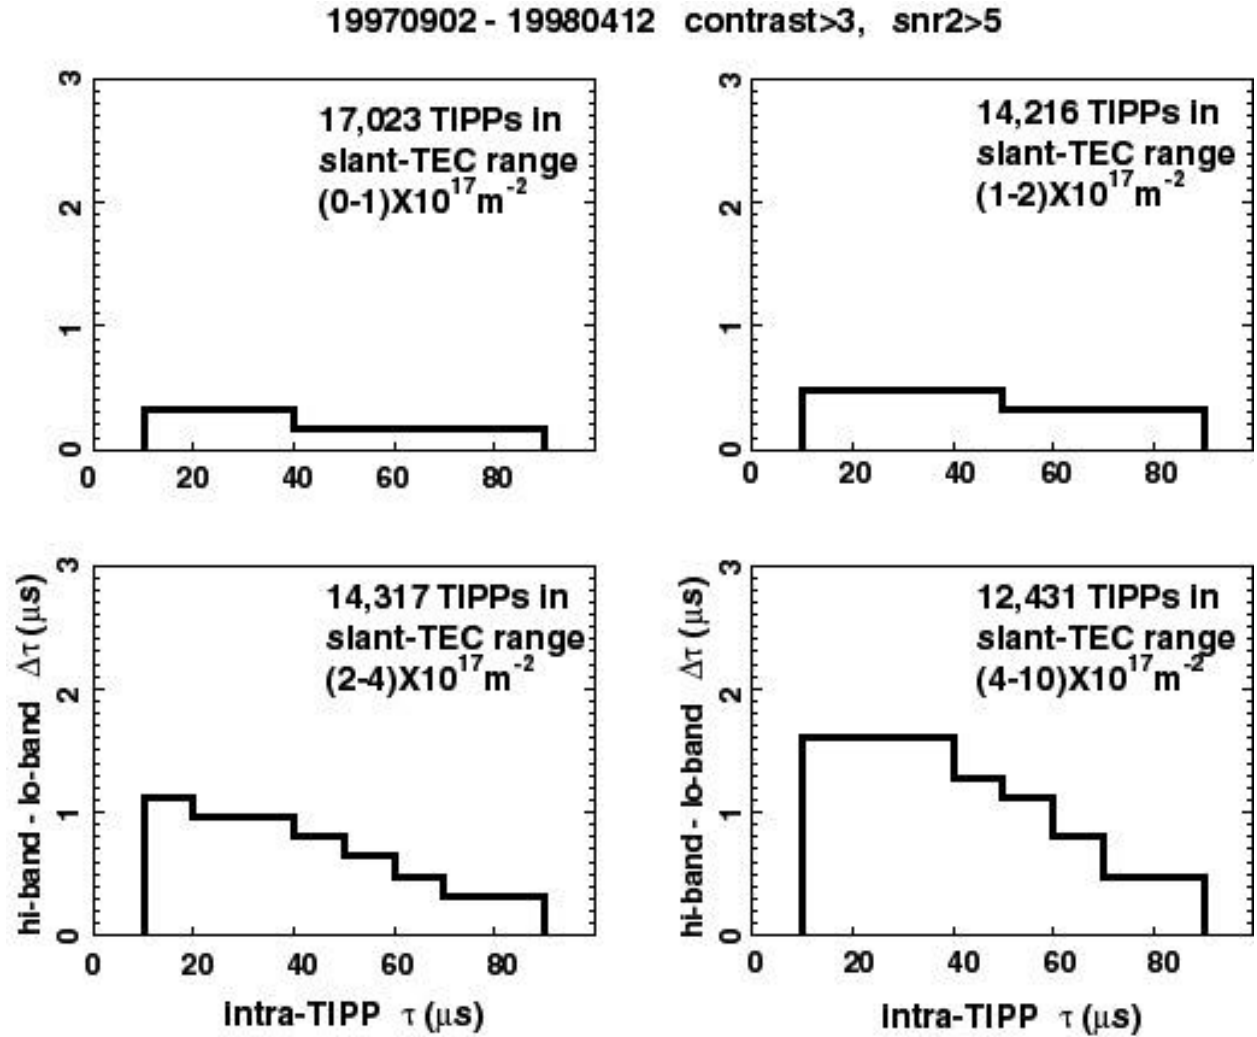 19970902 - 19980412 contrast>3, snr2>5
3
2
1
0
17,023 TIPPs in
slant-TEC range
(0-1)X10^17 m^-2
0 20 40 60 80
3
2
1
0
14,216 TIPPs in
slant-TEC range
(1-2)X10^17 m^-2
0 20 40 60 80
hi-band - lo-band Δτ (μs)
3
2
1
0
14,317 TIPPs in
slant-TEC range
(2-4)X10^17 m^-2
0 20 40 60 80
intra-TIPP τ (μs)
hi-band - lo-band Δτ (μs)
3
2
1
0
12,431 TIPPs in
slant-TEC range
(4-10)X10^17 m^-2
0 20 40 60 80
intra-TIPP τ (μs)